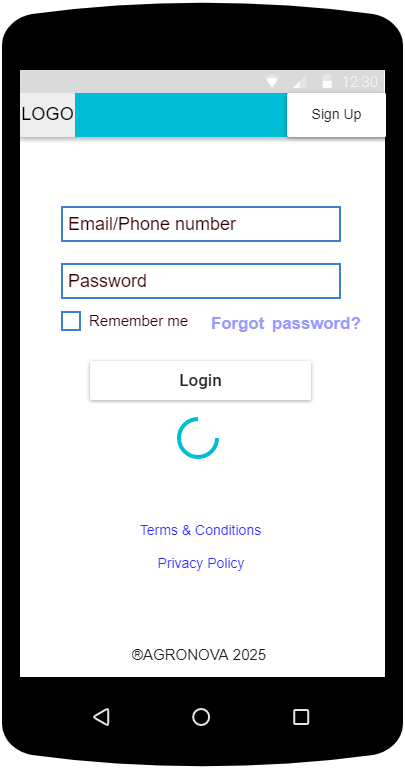 12:30
LOGO
Sign Up
Email/Phone number
Password
Remember me
Forgot password?
Login
Terms & Conditions
Privacy Policy
®AGRONOVA 2025